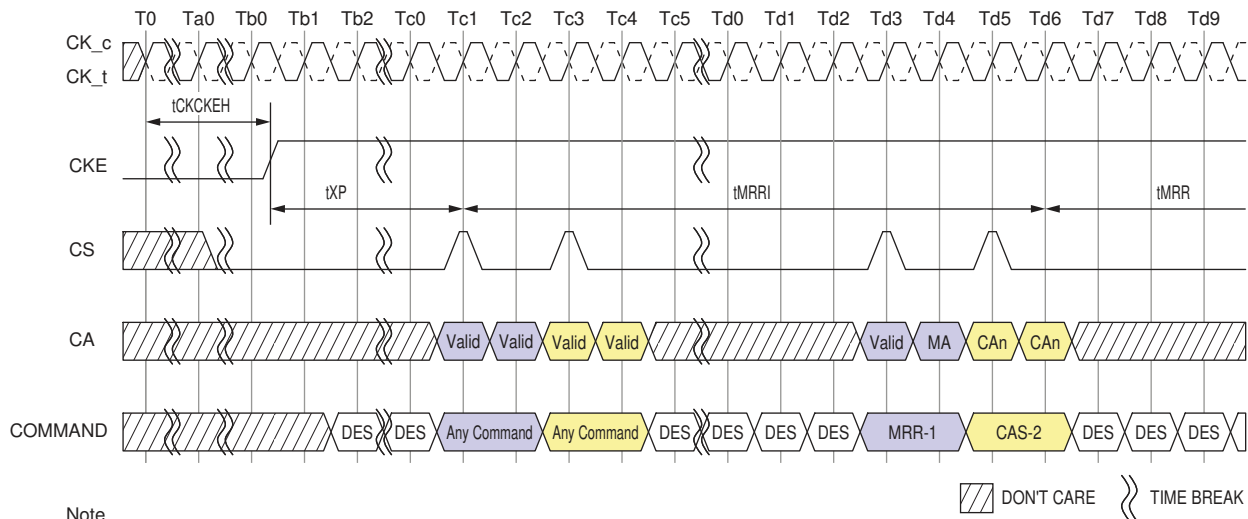 T0 Ta0 Tb0 Tb1 Tb2 Tc0 Tc1 Tc2 Tc3 Tc4 Tc5 Td0 Td1 Td2 Td3 Td4 Td5 Td6 Td7 Td8 Td9
CK_c
CK_t
tCKCKEH
CKE
tXP tMRRI tMRR
CS
CA Valid Valid Valid Valid Valid MA CAn CAn
COMMAND DES DES Any Command Any Command DES DES DES DES MRR-1 CAS-2 DES DES DES
DON'T CARE TIME BREAK
Note